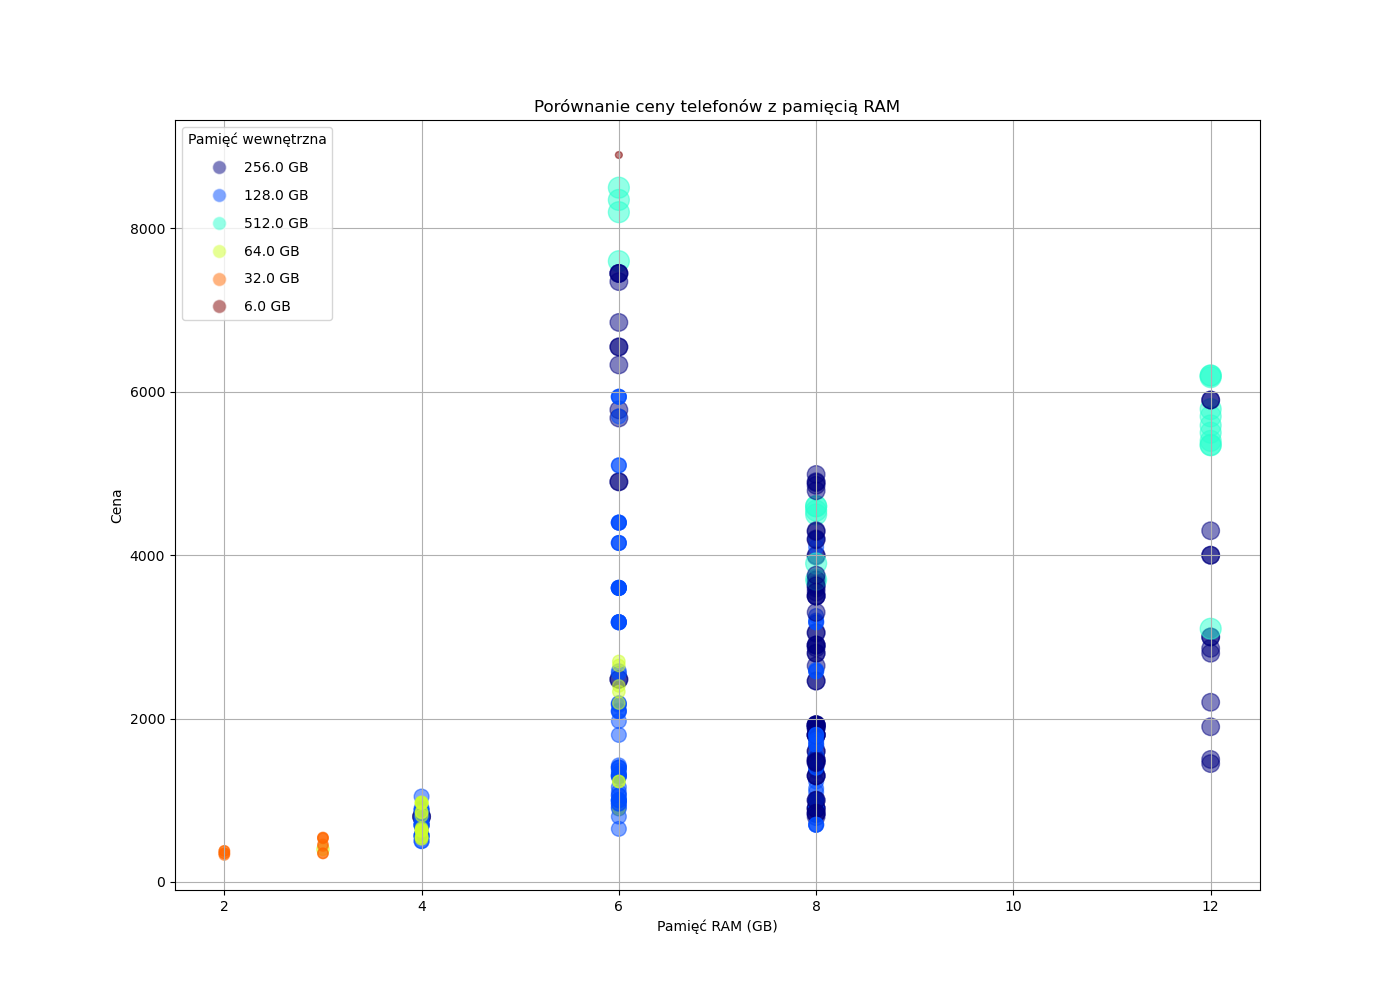 Porównanie ceny telefonów z pamięcią RAM
Pamięć wewnętrzna
256.0 GB
128.0 GB
512.0 GB
64.0 GB
32.0 GB
6.0 GB
8000
6000
4000
2000
0
Cena
2 4 6 8 10 12
Pamięć RAM (GB)